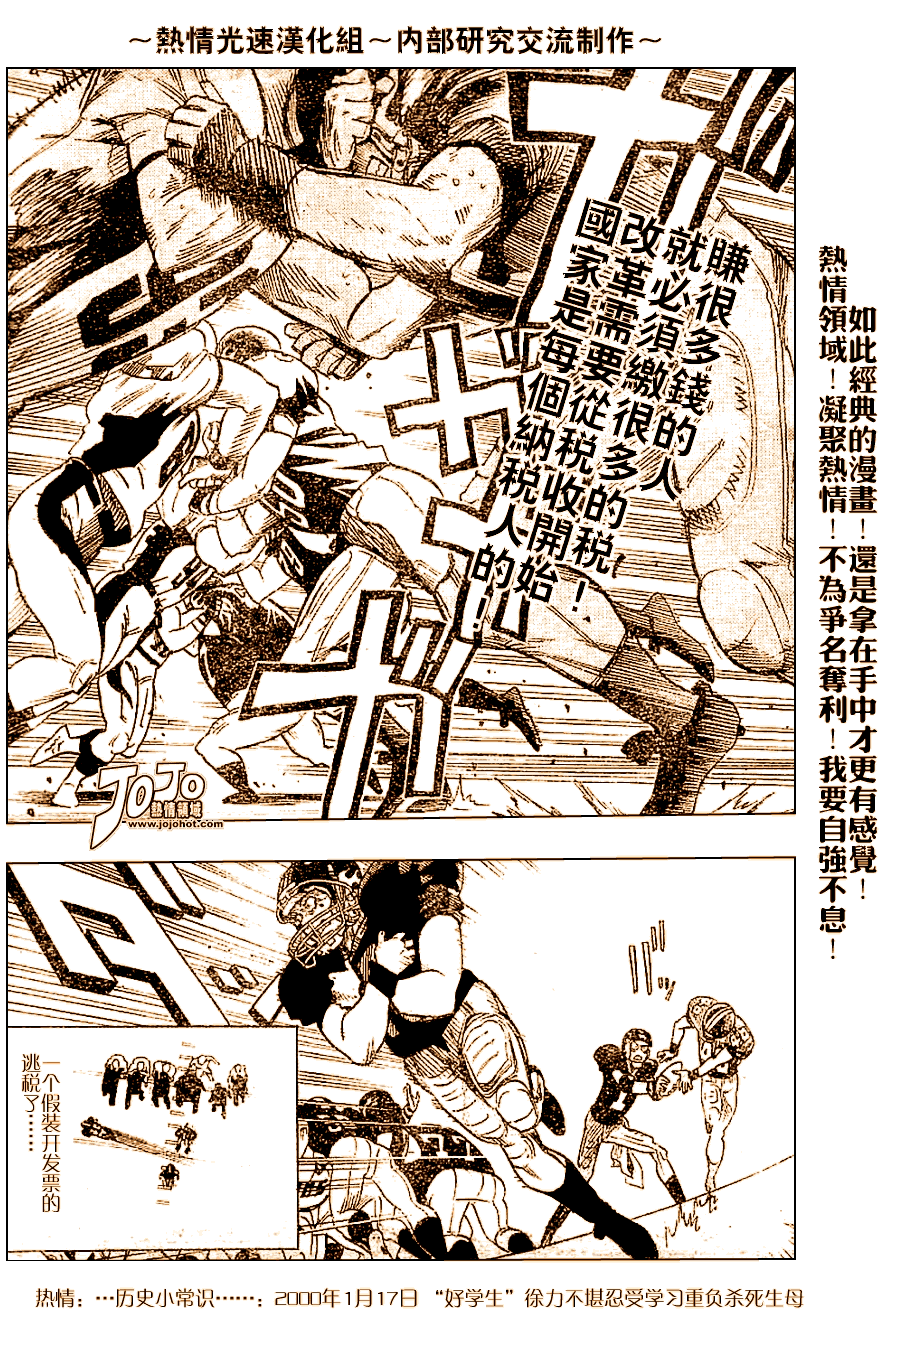 ～熱情光速漢化組～内部研究交流制作～
賺很多錢的人
就必須繳很多的税！
改革需要從税收開始！
國家是每個納税人的！
如此經典的漫畫！還是拿在手中才更有感覺！
熱情領域！凝聚熱情！不為爭名奪利！我要自強不息！
ガガガ
JOJO
熱情領域
www.jojohot.com
ダ
一个假装开发票的
逃税了……
热情：…历史小常识……：2000年1月17日 “好学生”徐力不堪忍受学习重负杀死生母